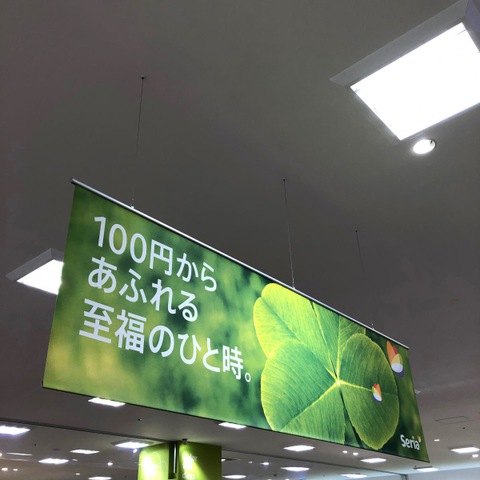 100円から
あふれる
至福のひと時。
Seria